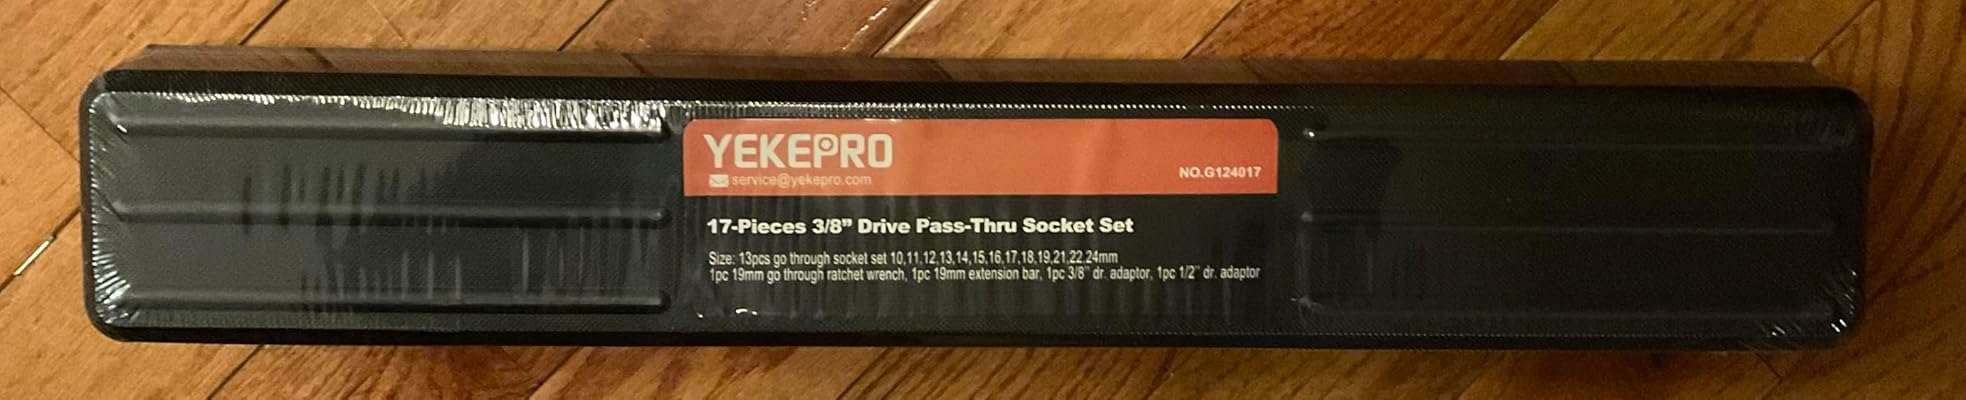 YEKEPRO
service@yekepro.com
NO.G124017
17-Pieces 3/8” Drive Pass-Thru Socket Set
Size: 13pcs go through socket set 10,11,12,13,14,15,16,17,18,19,21,22,24mm
1pc 19mm go through ratchet wrench, 1pc 19mm extension bar, 1pc 3/8" dr. adaptor, 1pc 1/2" dr. adaptor